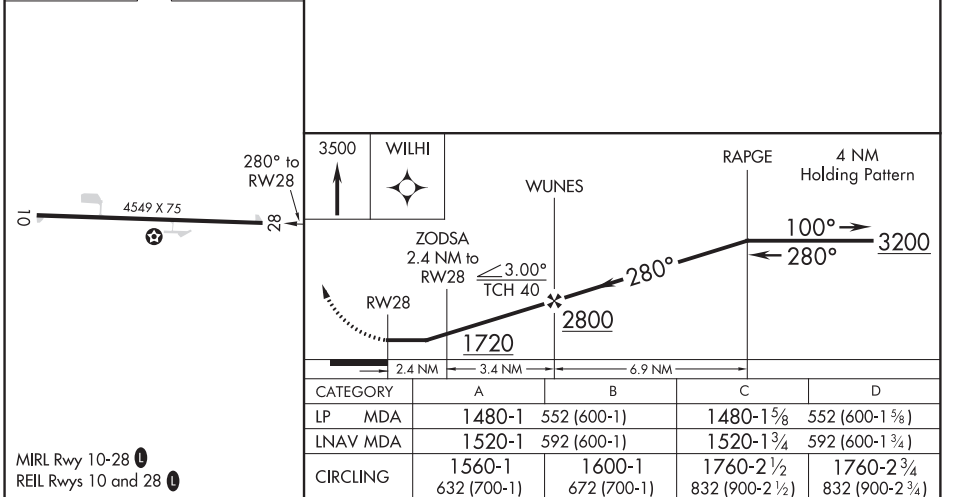 280° to
RW28
10
4549 X 75
28
MIRL Rwy 10-28 L
REIL Rwys 10 and 28 L
3500
WILHI
WUNES
RAPGE
4 NM
Holding Pattern
ZODSA
2.4 NM to
RW28
3.00°
TCH 40
RW28
280°
100°
280°
3200
2800
1720
2.4 NM
3.4 NM
6.9 NM
CATEGORY A B C D
LP MDA 1480-1 552 (600-1) 1480-1⅝ 552 (600-1⅝)
LNAV MDA 1520-1 592 (600-1) 1520-1¾ 592 (600-1¾)
CIRCLING 1560-1 1600-1 1760-2½ 1760-2¾
632 (700-1) 672 (700-1) 832 (900-2½) 832 (900-2¾)